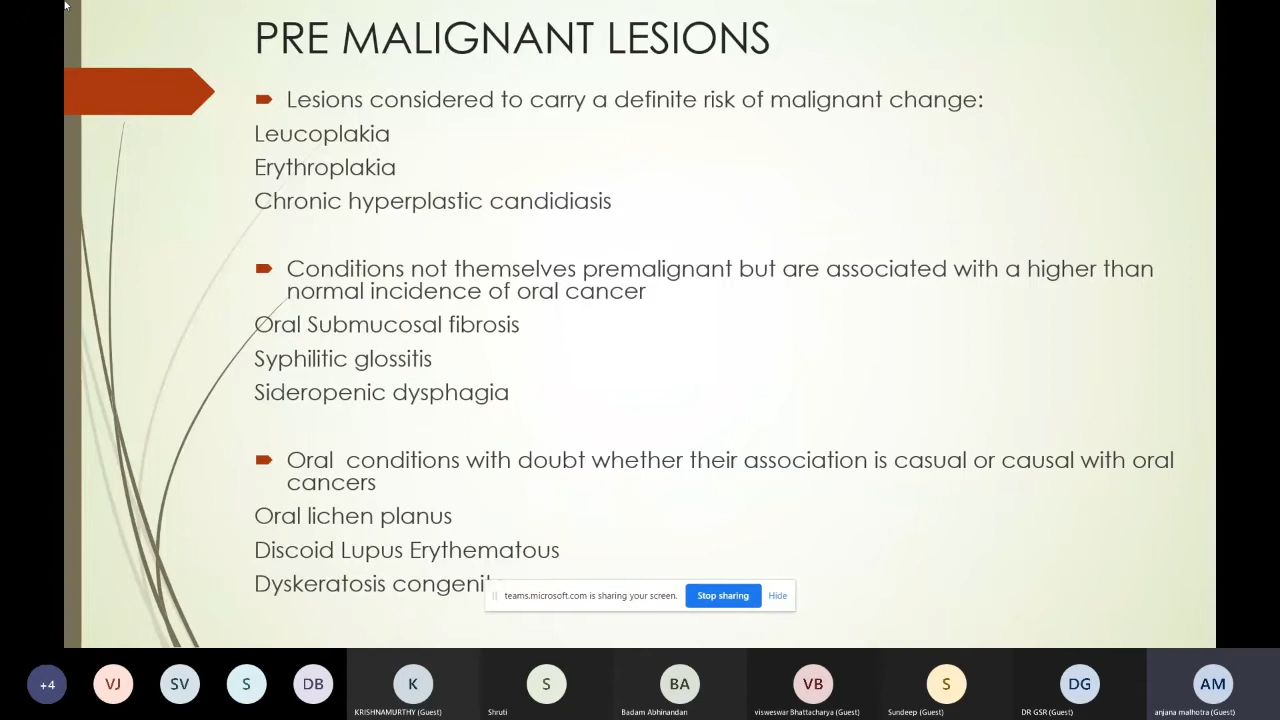 PRE MALIGNANT LESIONS
Lesions considered to carry a definite risk of malignant change:
Leucoplakia
Erythroplakia
Chronic hyperplastic candidiasis
Conditions not themselves premalignant but are associated with a higher than
normal incidence of oral cancer
Oral Submucosal fibrosis
Syphilitic glossitis
Sideropenic dysphagia
Oral conditions with doubt whether their association is casual or causal with oral
cancers
Oral lichen planus
Discoid Lupus Erythematous
Dyskeratosis
teams.microsoft.com is sharing your screen. Stop sharing Hide
+4 VJ SV S DB K S BA VB S DG AM
KRISHNAMURTHY (Guest) Shruti Badam Abhinandan visweswar Bhattacharya (Guest) Sundeep (Guest) DR GSR (Guest) anjana malhotra (Guest)